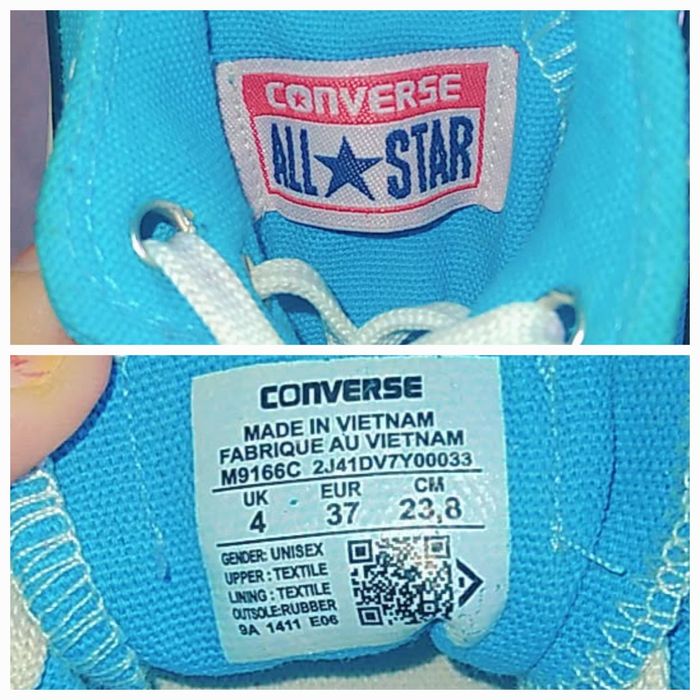 CONVERSE
ALL STAR
CONVERSE
MADE IN VIETNAM
FABRIQUE AU VIETNAM
M9166C 2J41DV7Y00033
UK EUR CM
4 37 23,8
GENDER: UNISEX
UPPER : TEXTILE
LINING : TEXTILE
OUTSOLE:RUBBER
9A 1411 E06